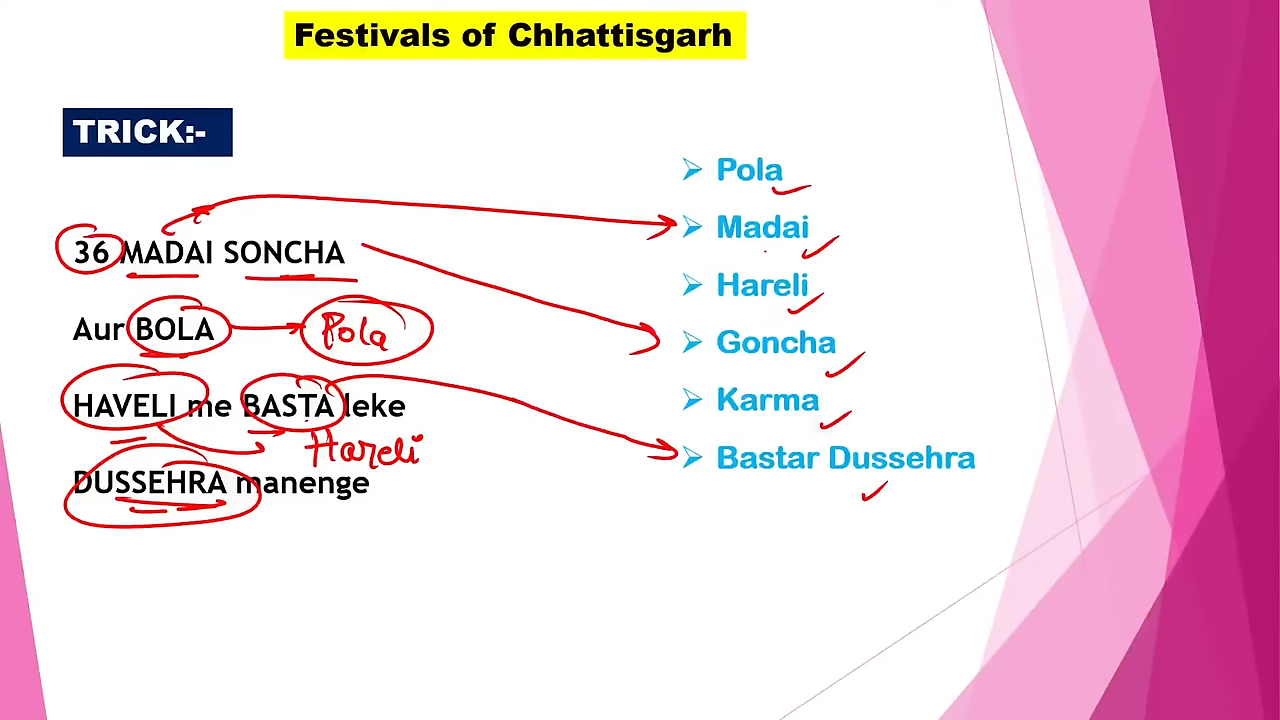 Festivals of Chhattisgarh
TRICK:-
36 MADAI SONCHA
Aur BOLA
Pola
HAVELI me BASTA leke
Hareli
DUSSEHRA manenge
Pola
Madai
Hareli
Goncha
Karma
Bastar Dussehra